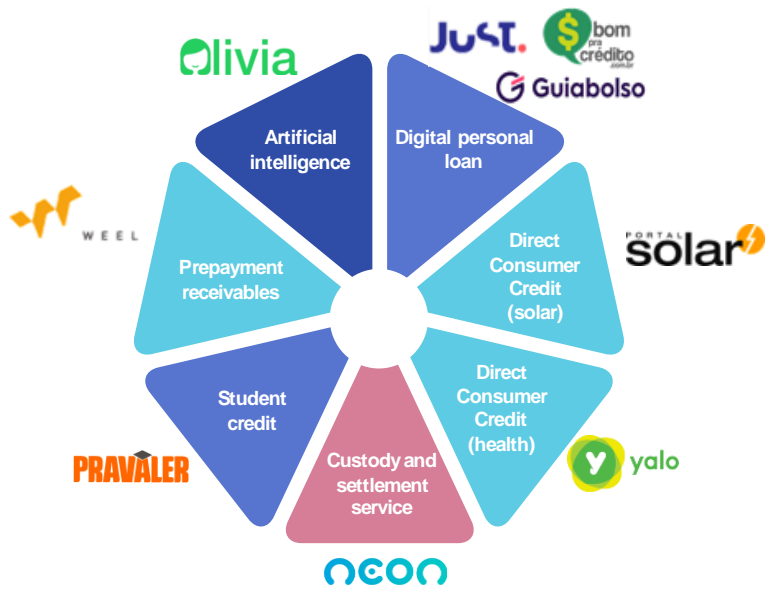 Olivia
JUST.
bom
pra
crédito
.com.br
Guiabolso
Artificial
intelligence
Digital personal
loan
WEEL
Prepayment
receivables
Direct
Consumer
Credit
(solar)
PORTAL
solar
Student
credit
Direct
Consumer
Credit
(health)
PRAVALER
Custody and
settlement
service
y yalo
neon